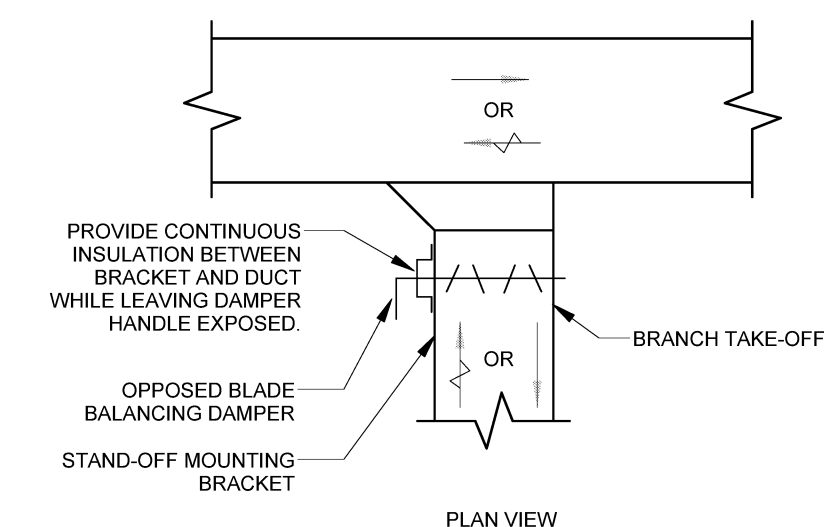 OR
PROVIDE CONTINUOUS
INSULATION BETWEEN
BRACKET AND DUCT
WHILE LEAVING DAMPER
HANDLE EXPOSED.
BRANCH TAKE-OFF
OR
OPPOSED BLADE
BALANCING DAMPER
STAND-OFF MOUNTING
BRACKET
PLAN VIEW